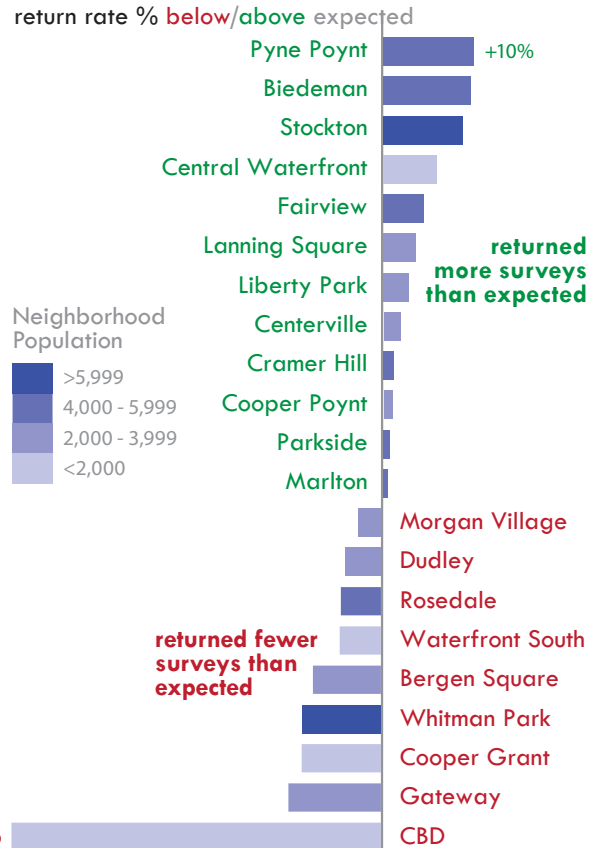 return rate % below/above expected
Pyne Poynt
+10%
Biedeman
Stockton
Central Waterfront
Fairview
Lanning Square
Liberty Park
returned
more surveys
than expected
Centerville
Cramer Hill
Cooper Poynt
Parkside
Marlton
Neighborhood
Population
>5,999
4,000 - 5,999
2,000 - 3,999
<2,000
Morgan Village
Dudley
Rosedale
Waterfront South
Bergen Square
Whitman Park
Cooper Grant
Gateway
CBD
returned fewer
surveys than
expected